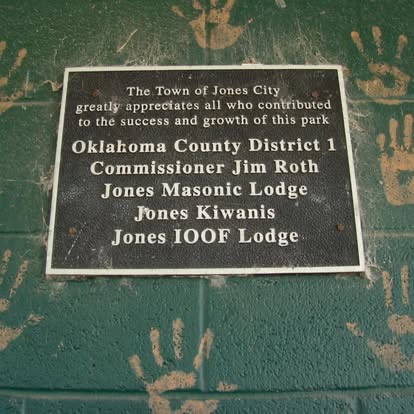 The Town of Jones City
greatly appreciates all who contributed
to the success and growth of this park
Oklahoma County District 1
Commissioner Jim Roth
Jones Masonic Lodge
Jones Kiwanis
Jones IOOF Lodge